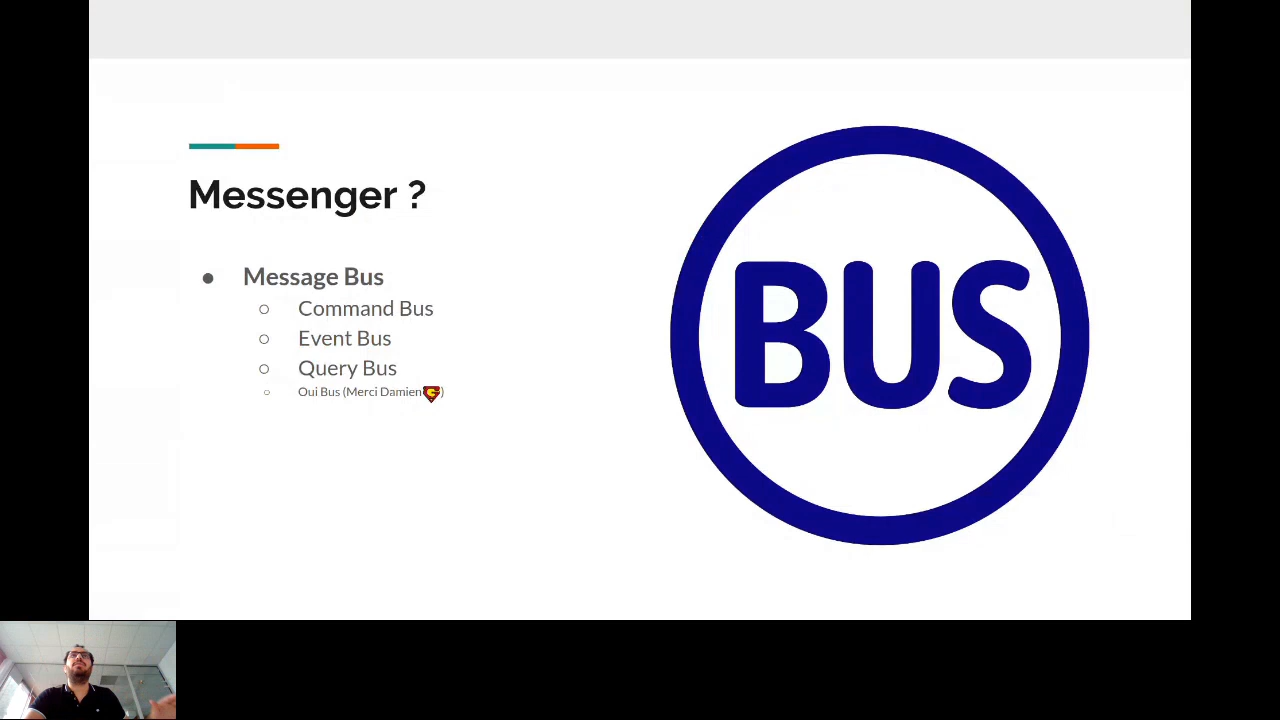 Messenger ?
Message Bus
Command Bus
Event Bus
Query Bus
Oui Bus (Merci Damien G)
BUS